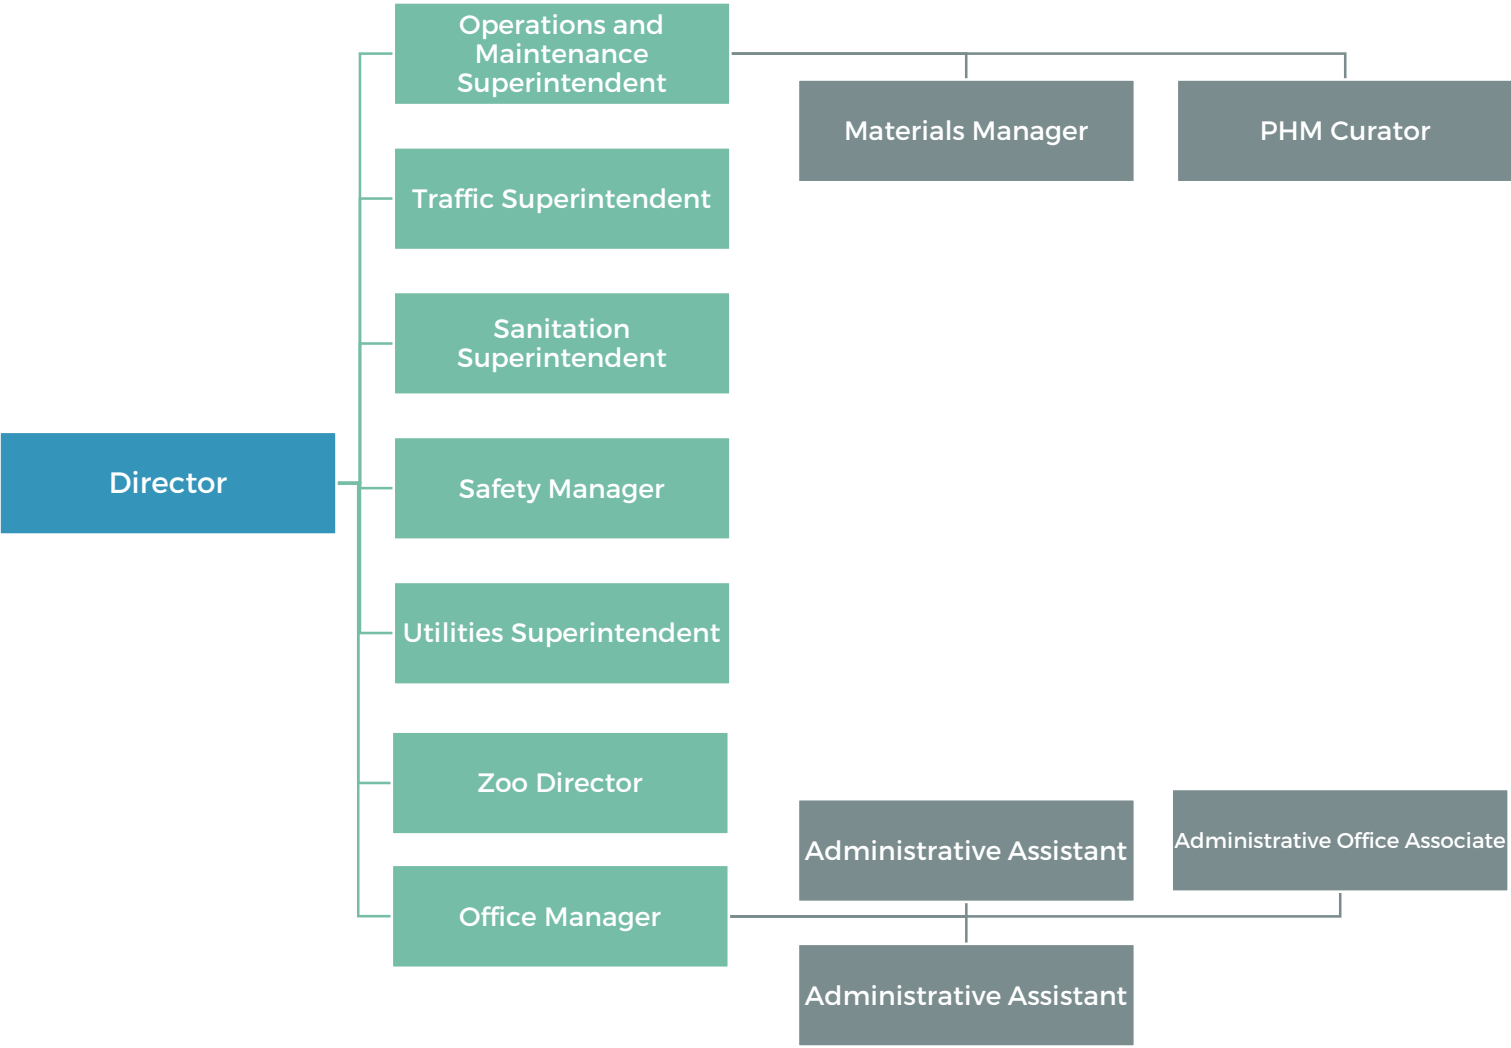 Operations and
Maintenance
Superintendent
Materials Manager
PHM Curator
Traffic Superintendent
Sanitation
Superintendent
Director
Safety Manager
Utilities Superintendent
Zoo Director
Administrative Assistant
Administrative Office Associate
Office Manager
Administrative Assistant